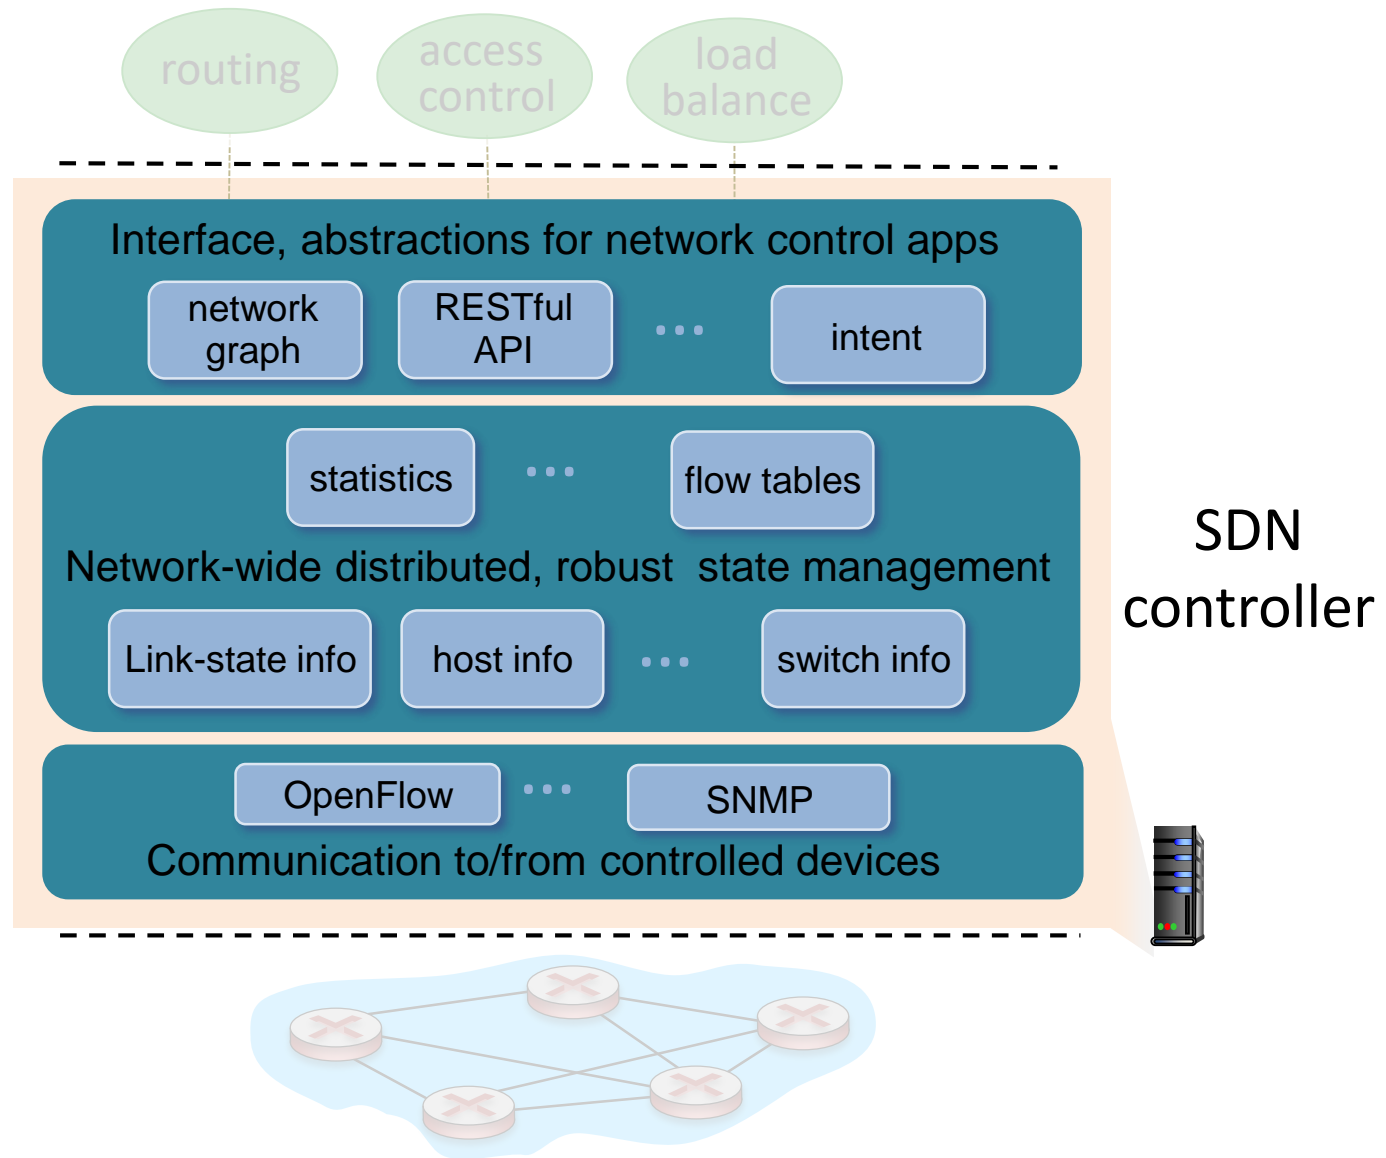 routing
access
control
load
balance
Interface, abstractions for network control apps
network
graph
RESTful
API
...
intent
statistics
...
flow tables
Network-wide distributed, robust  state management
Link-state info
host info
...
switch info
OpenFlow
...
SNMP
Communication to/from controlled devices
SDN
controller